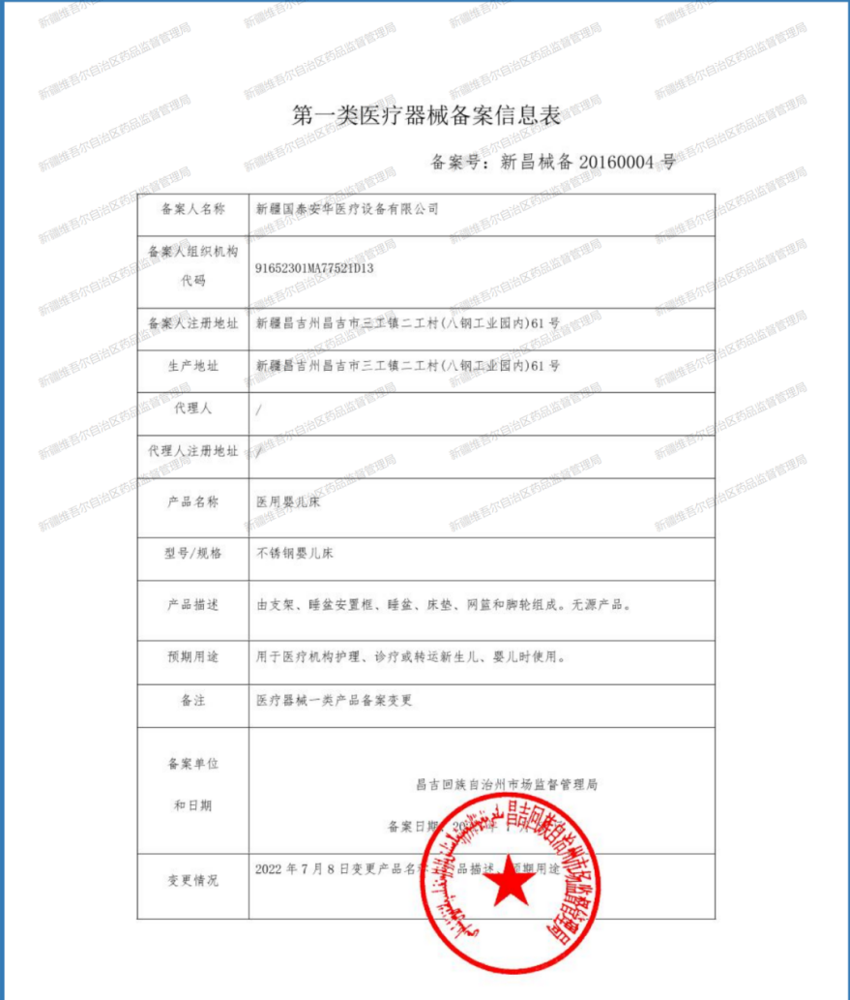 第一类医疗器械备案信息表
备案号：新昌械备 20160004 号
备案人名称 新疆国泰安华医疗设备有限公司
备案人组织机构
代码
91652301MA77521D13
备案人注册地址 新疆昌吉州昌吉市三工镇二工村(八钢工业园内)61 号
生产地址 新疆昌吉州昌吉市三工镇二工村(八钢工业园内)61 号
代理人 /
代理人注册地址 /
产品名称 医用婴儿床
型号/规格 不锈钢婴儿床
产品描述 由支架、睡盆安置框、睡盆、床垫、网篮和脚轮组成。无源产品。
预期用途 用于医疗机构护理、诊疗或转运新生儿、婴儿时使用。
备注 医疗器械一类产品备案变更
备案单位
和日期
昌吉回族自治州市场监督管理局
备案日期
变更情况 2022 年 7 月 8 日变更产品名 品描述、预期用途
昌吉回族自治州市场监督管理局
新疆维吾尔自治区药品监督管理局